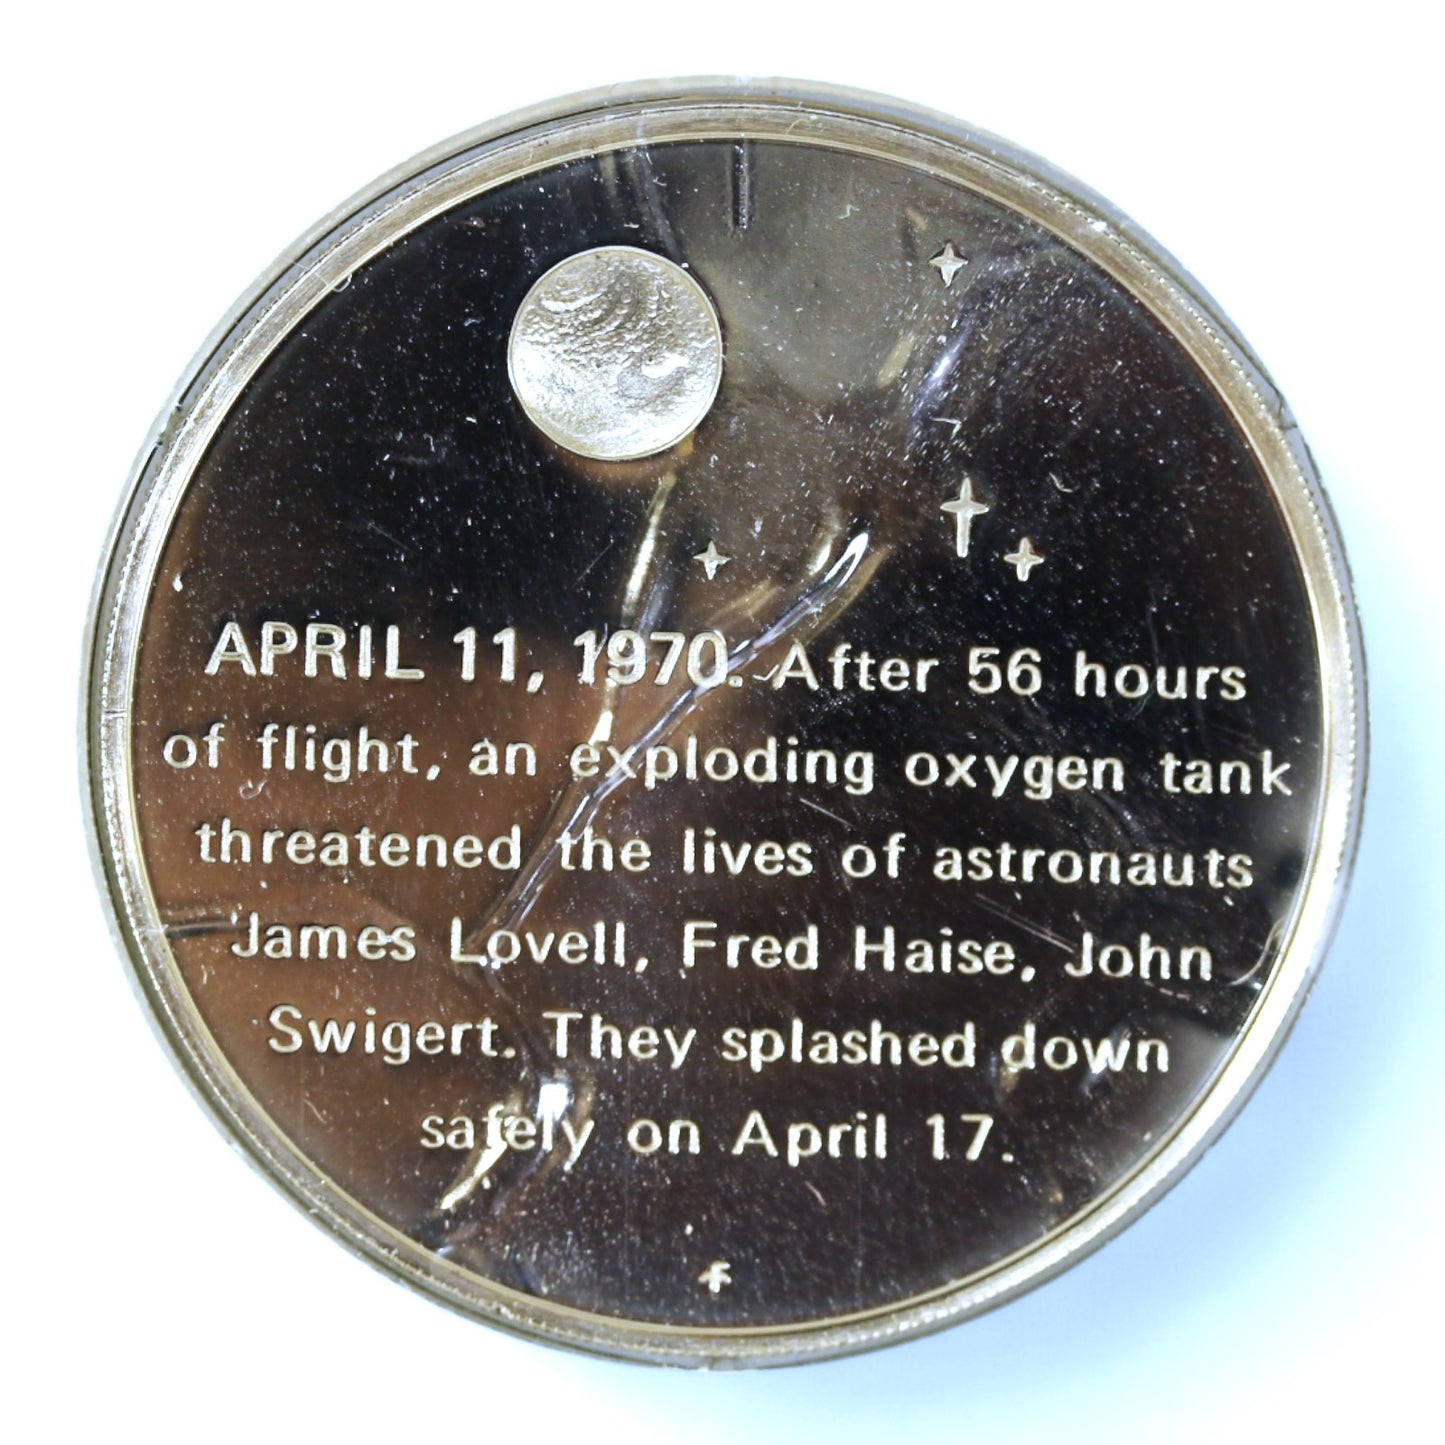 APRIL 11, 1970. After 56 hours
of flight, an exploding oxygen tank
threatened the lives of astronauts
James Lovell, Fred Haise, John
Swigert. They splashed down
safely on April 17.